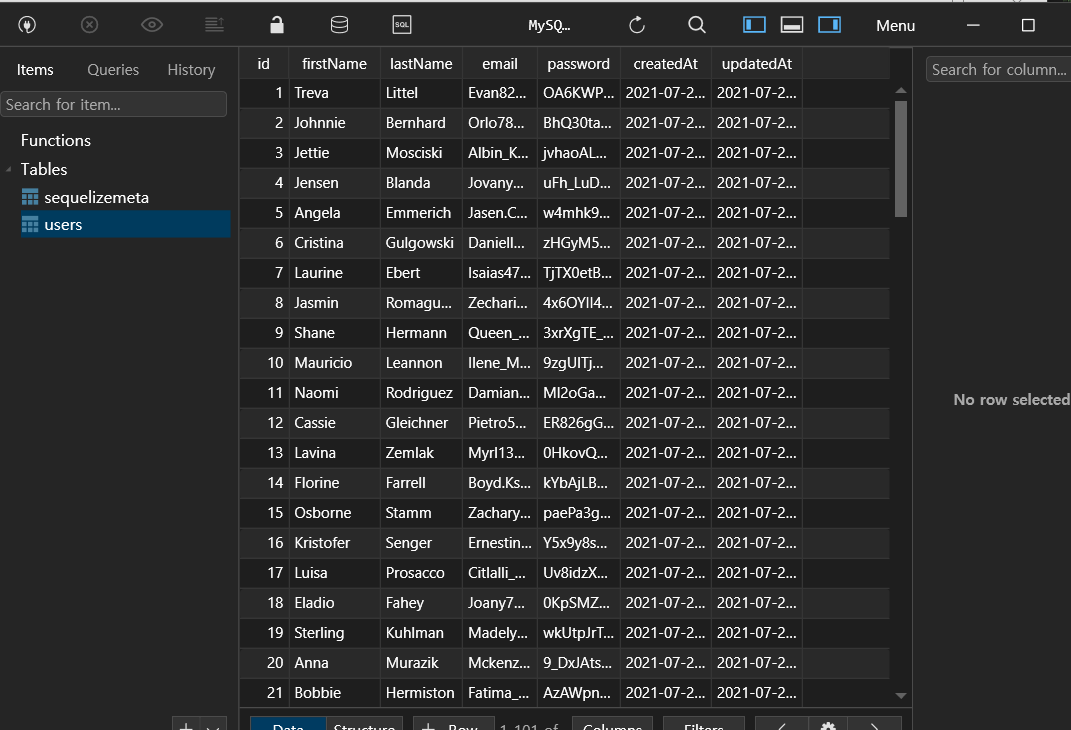 SQL MySQ... Menu
Items Queries History
Search for item...
Functions
Tables
sequelizemeta
users
id firstName lastName email password createdAt updatedAt
1 Treva Littel Evan82... OA6KWP... 2021-07-2... 2021-07-2...
2 Johnnie Bernhard Orlo78... BhQ30ta... 2021-07-2... 2021-07-2...
3 Jettie Mosciski Albin_K... jvhaoAL... 2021-07-2... 2021-07-2...
4 Jensen Blanda Jovany... uFh_LuD... 2021-07-2... 2021-07-2...
5 Angela Emmerich Jasen.C... w4mhk9... 2021-07-2... 2021-07-2...
6 Cristina Gulgowski Daniell... zHGyM5... 2021-07-2... 2021-07-2...
7 Laurine Ebert Isaias47... TjTX0etB... 2021-07-2... 2021-07-2...
8 Jasmin Romagu... Zechari... 4x6OYII4... 2021-07-2... 2021-07-2...
9 Shane Hermann Queen_... 3xrXgTE_... 2021-07-2... 2021-07-2...
10 Mauricio Leannon Ilene_M... 9zgUITj... 2021-07-2... 2021-07-2...
11 Naomi Rodriguez Damian... MI2oGa... 2021-07-2... 2021-07-2...
12 Cassie Gleichner Pietro5... ER826gG... 2021-07-2... 2021-07-2...
13 Lavina Zemlak Myrl13... 0HkovQ... 2021-07-2... 2021-07-2...
14 Florine Farrell Boyd.Ks... kYbAjLB... 2021-07-2... 2021-07-2...
15 Osborne Stamm Zachary... paePa3g... 2021-07-2... 2021-07-2...
16 Kristofer Senger Ernestin... Y5x9y8s... 2021-07-2... 2021-07-2...
17 Luisa Prosacco Citlalli_... Uv8idzX... 2021-07-2... 2021-07-2...
18 Eladio Fahey Joany7... 0KpSMZ... 2021-07-2... 2021-07-2...
19 Sterling Kuhlman Madely... wkUtpJrT... 2021-07-2... 2021-07-2...
20 Anna Murazik Mckenz... 9_DxJAts... 2021-07-2... 2021-07-2...
21 Bobbie Hermiston Fatima_... AzAWpn... 2021-07-2... 2021-07-2...
Data Structure + Row 1-101 of Columns Filters
Search for column...
No row selected